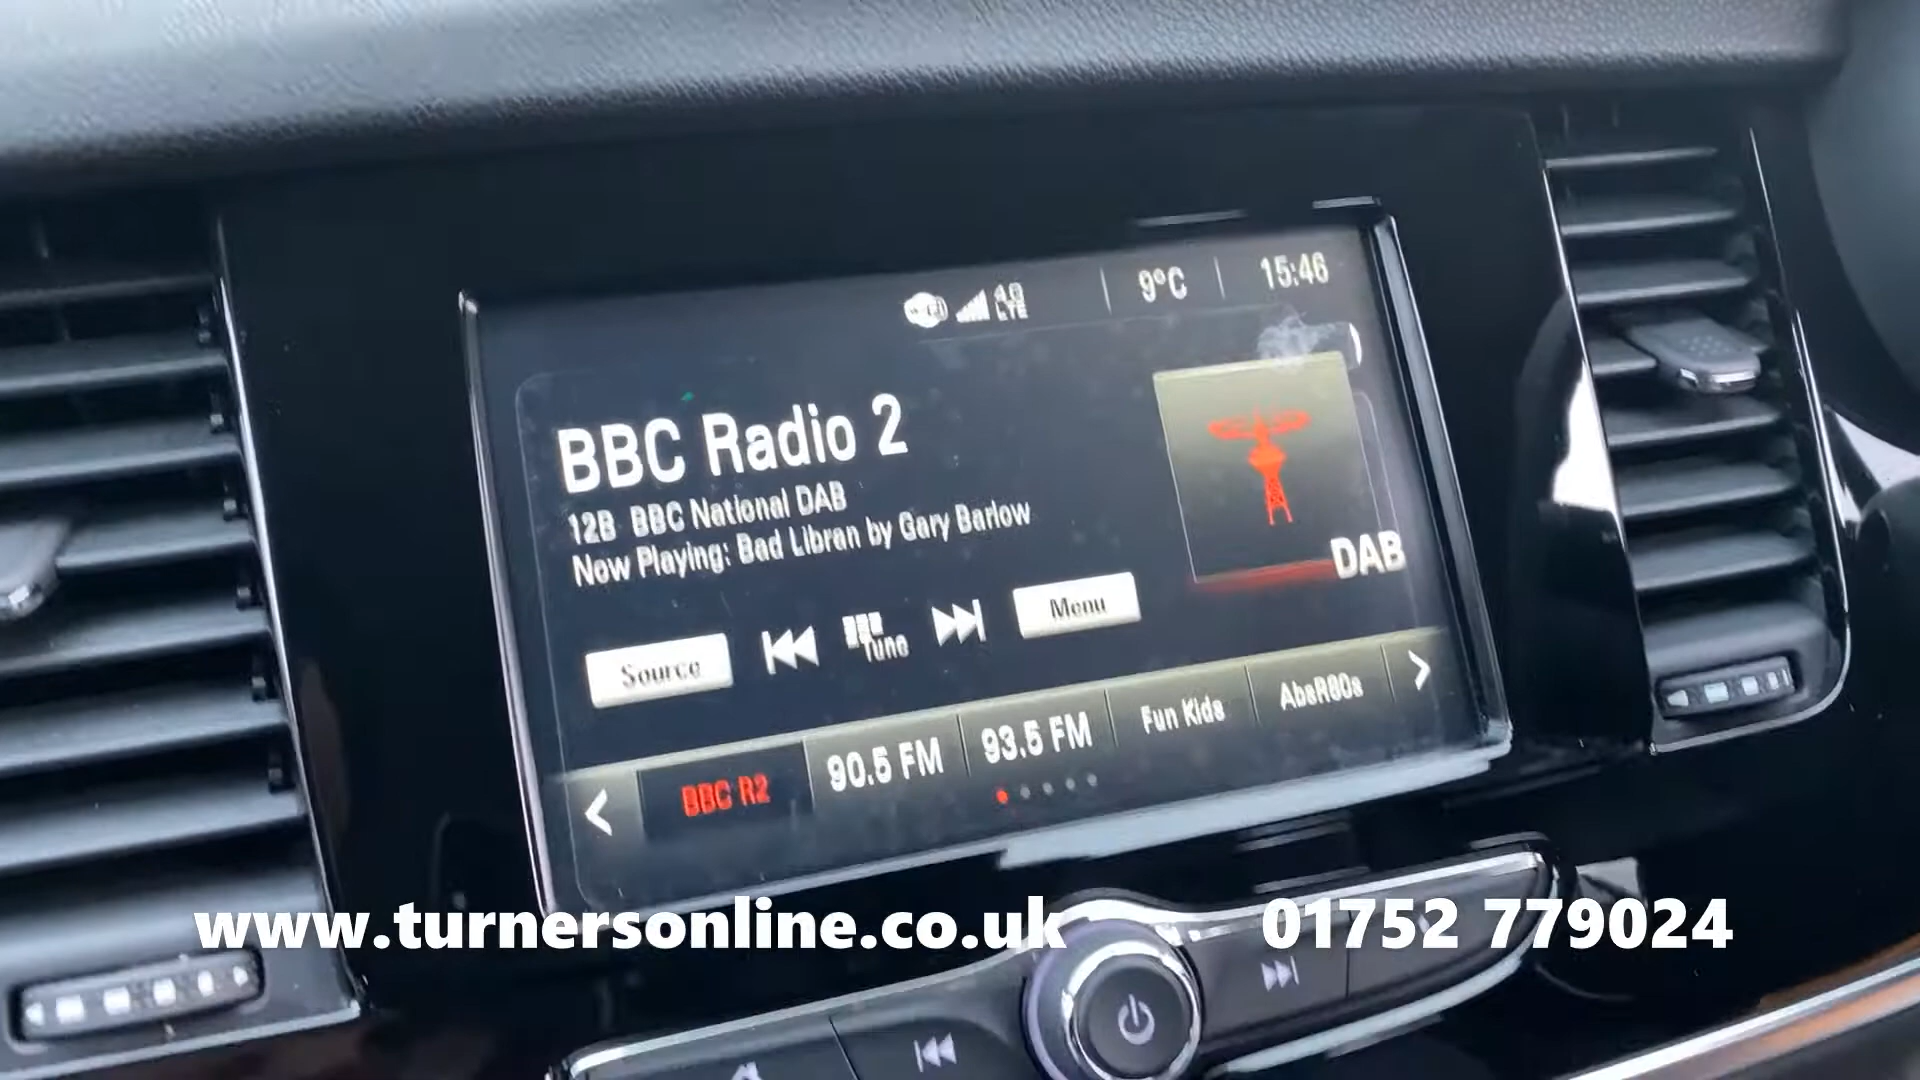 4G
LTE
9°C
15:46
BBC Radio 2
12B BBC National DAB
Now Playing: Bad Libran by Gary Barlow
DAB
Source
Tune
Menu
BBC R2
90.5 FM
93.5 FM
Fun Kids
AbsR80s
www.turnersonline.co.uk
01752 779024